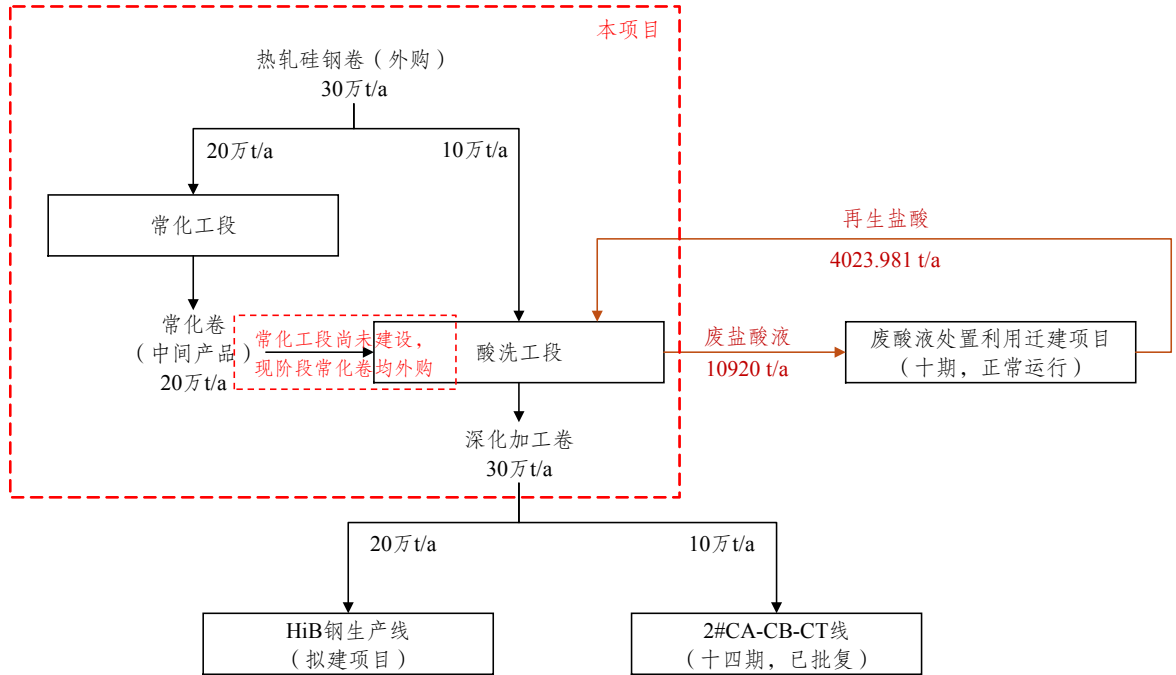 本项目
热轧硅钢卷（外购）
30万t/a
20万t/a
10万t/a
常化工段
再生盐酸
4023.981 t/a
常化卷
（中间产品）
20万t/a
常化工段尚未建设，
现阶段常化卷均外购
酸洗工段
废盐酸液
10920 t/a
废酸液处置利用迁建项目
（十期，正常运行）
深化加工卷
30万t/a
20万t/a
10万t/a
HiB钢生产线
（拟建项目）
2#CA-CB-CT线
（十四期，已批复）